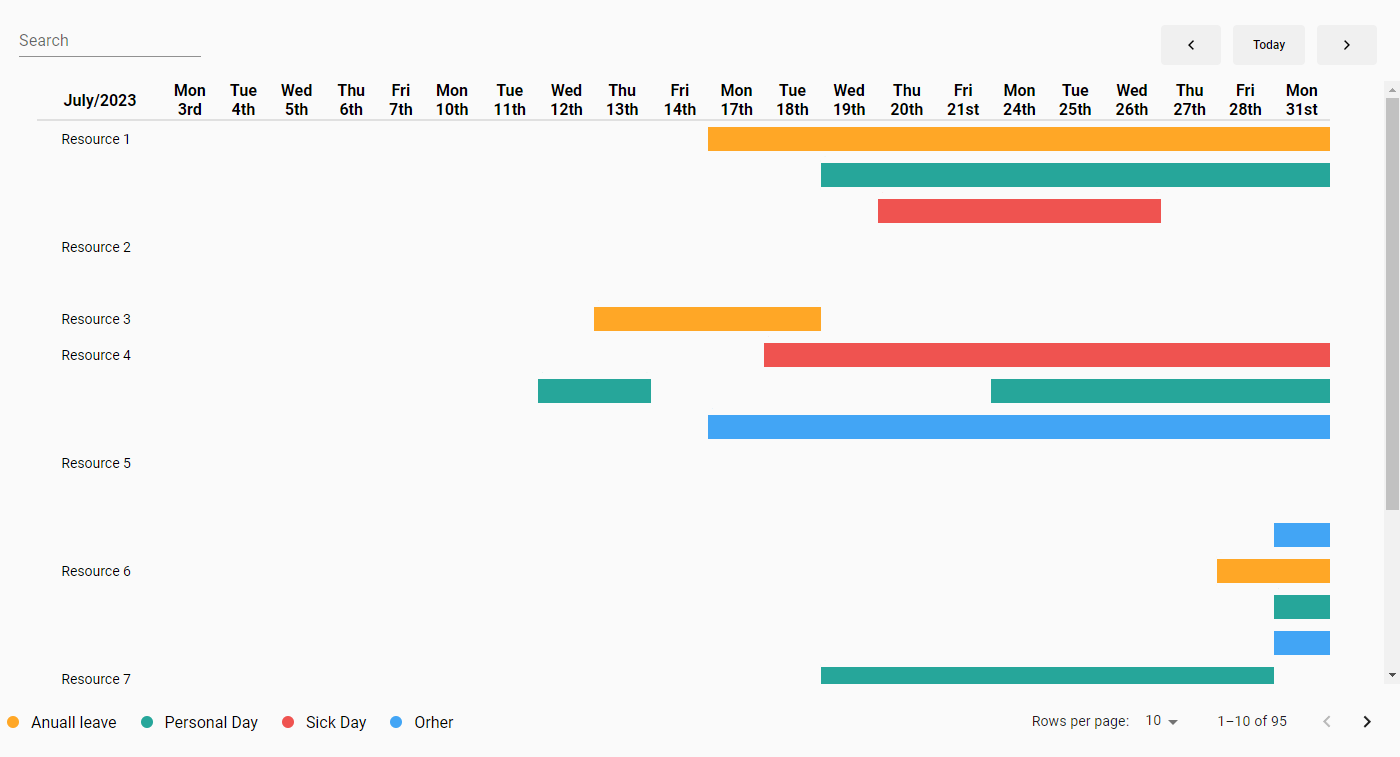 Search
Today
July/2023 Mon 3rd Tue 4th Wed 5th Thu 6th Fri 7th Mon 10th Tue 11th Wed 12th Thu 13th Fri 14th Mon 17th Tue 18th Wed 19th Thu 20th Fri 21st Mon 24th Tue 25th Wed 26th Thu 27th Fri 28th Mon 31st
Resource 1
Resource 2
Resource 3
Resource 4
Resource 5
Resource 6
Resource 7
Anuall leave Personal Day Sick Day Orher
Rows per page: 10 1–10 of 95